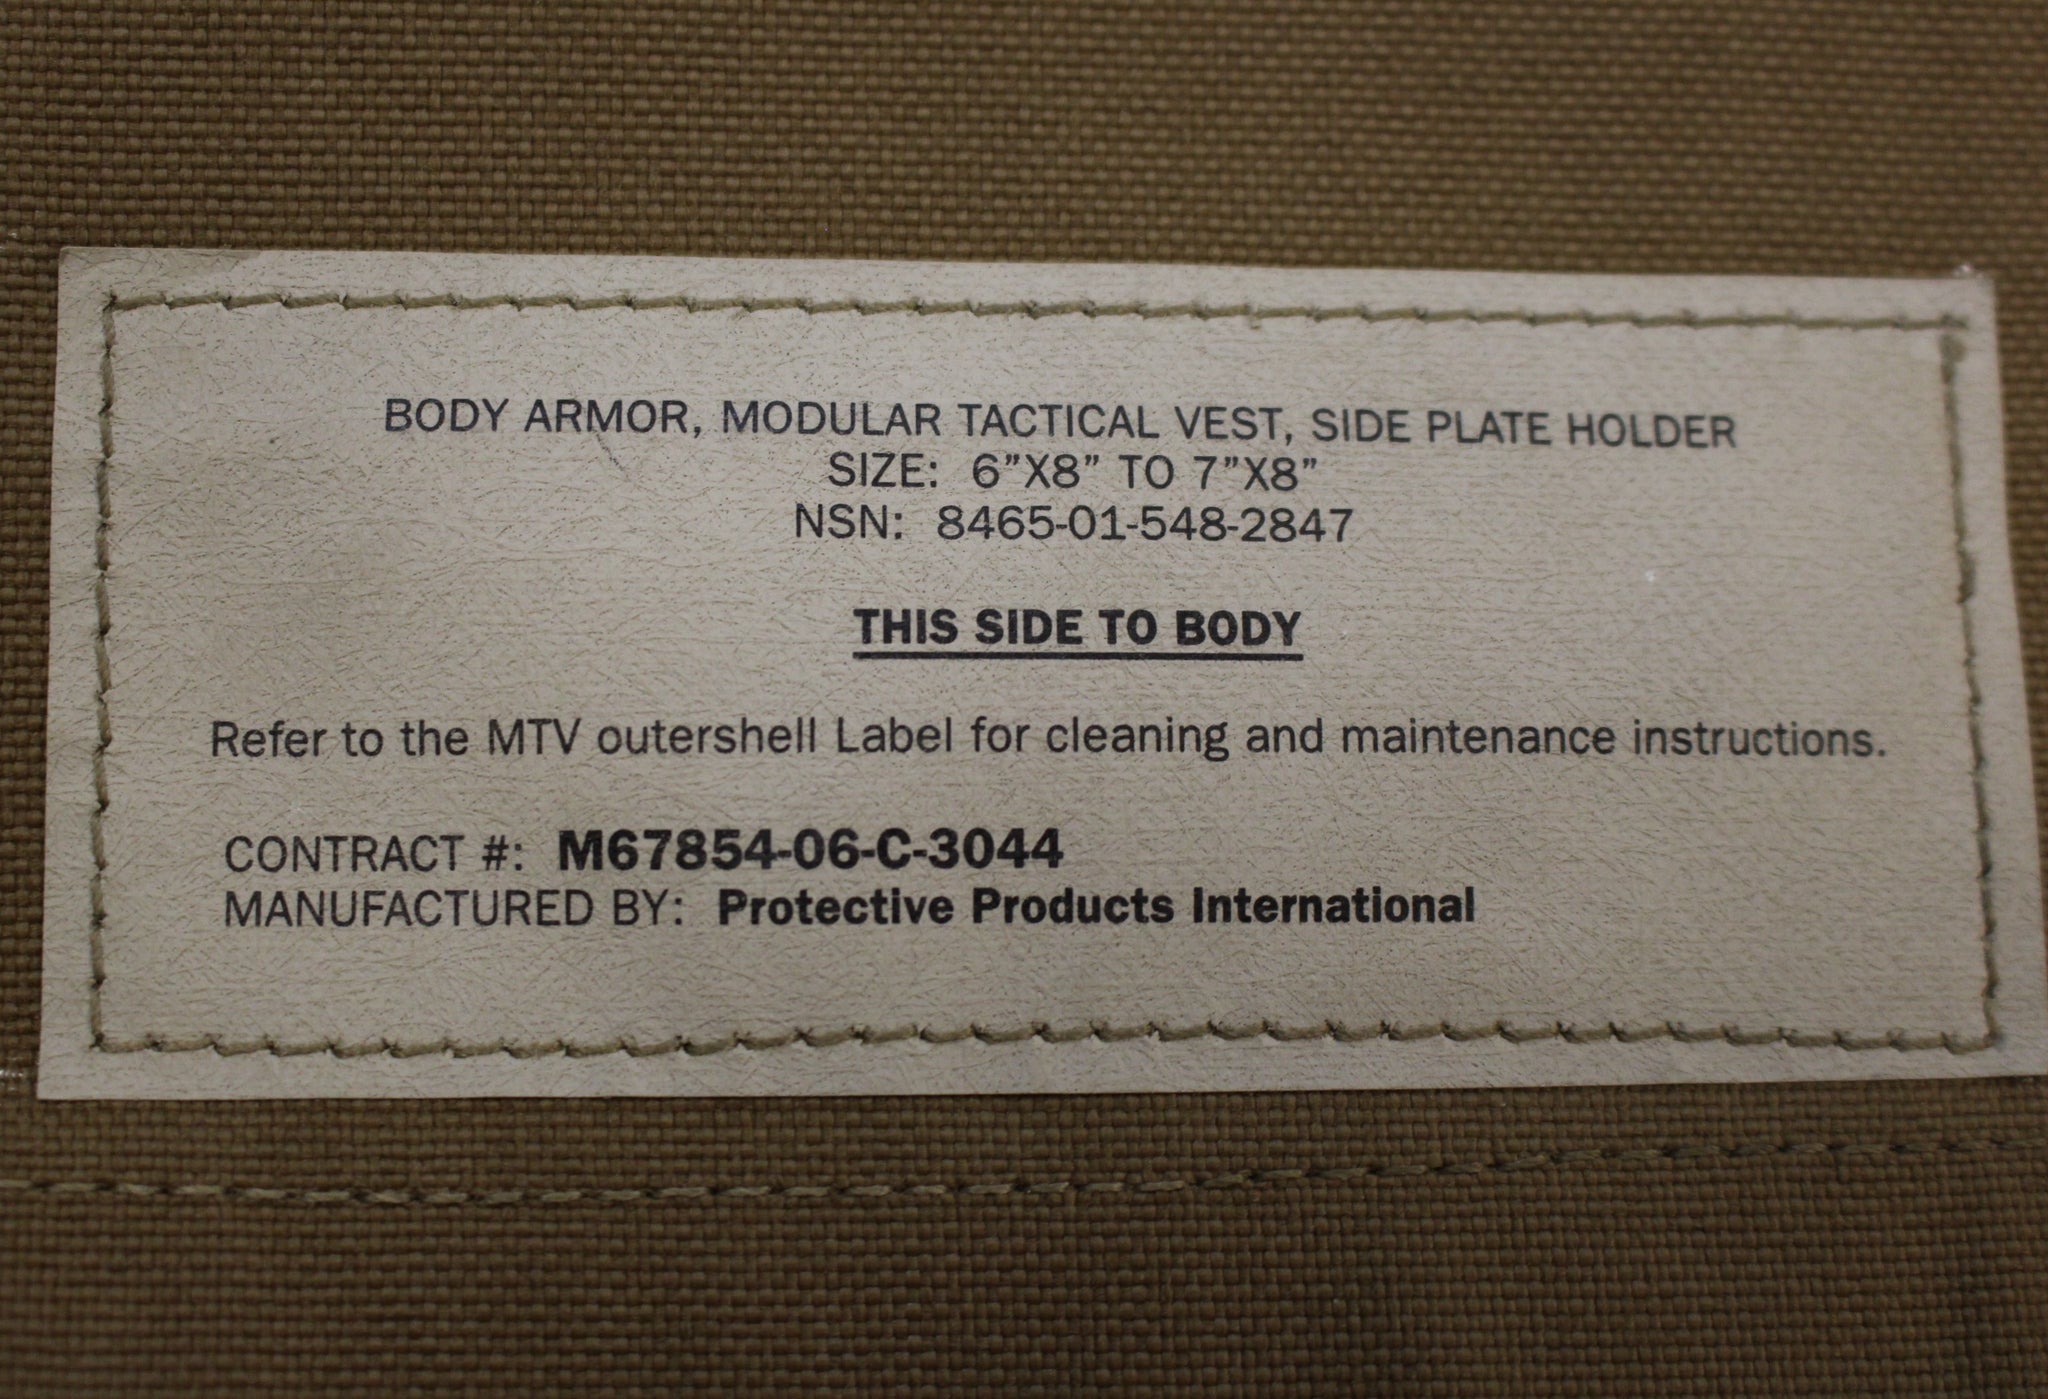 BODY ARMOR, MODULAR TACTICAL VEST, SIDE PLATE HOLDER
SIZE: 6”X8” TO 7”X8”
NSN: 8465-01-548-2847
THIS SIDE TO BODY
Refer to the MTV outershell Label for cleaning and maintenance instructions.
CONTRACT #: M67854-06-C-3044
MANUFACTURED BY: Protective Products International